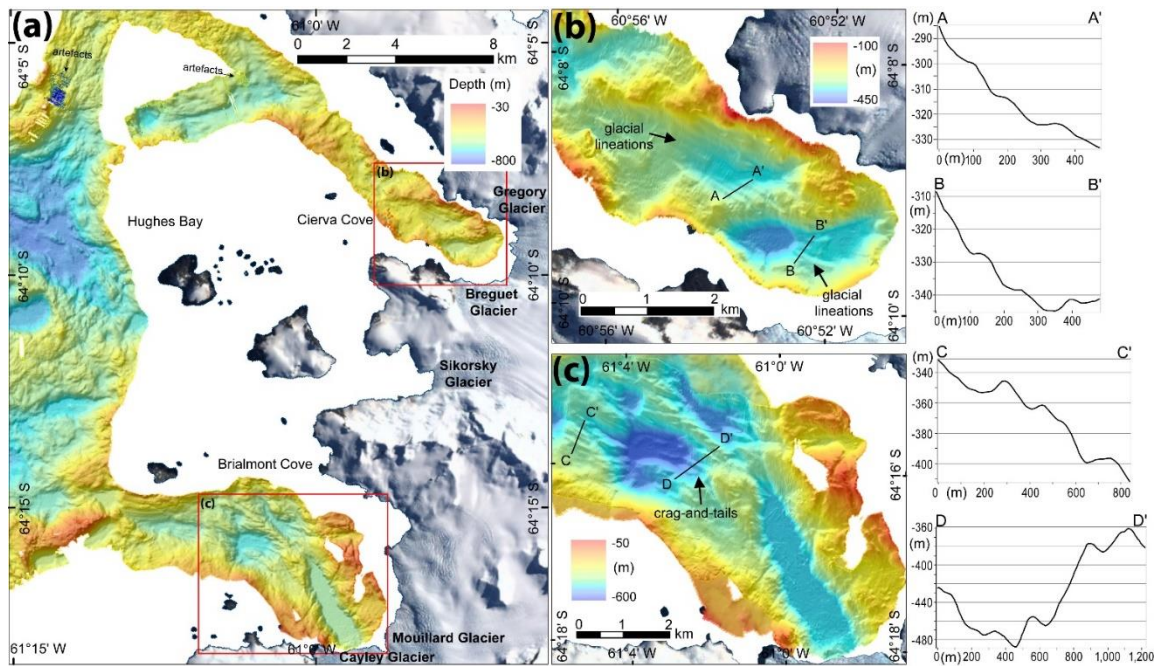 (a)
61°0' W
0 2 4 8
km
64°5' S
64°5' S
artefacts
artefacts
Depth (m)
-30
-800
(b)
Gregory
Glacier
Cierva Cove
Hughes Bay
64°10' S
64°10' S
Breguet
Glacier
Sikorsky
Glacier
Brialmont Cove
64°15' S
64°15' S
(c)
Mouillard Glacier
Cayley Glacier
61°15' W
61°0' W
(b)
60°56' W
60°52' W
64°8' S
64°8' S
-100
(m)
-450
glacial
lineations
A'
A
B'
B
glacial
lineations
0 1 2
km
64°10' S
64°10' S
60°56' W
60°52' W
(c)
61°4' W
61°0' W
C'
C
D'
D
crag-and-tails
64°16' S
64°16' S
-50
(m)
-600
0 1 2
km
64°18' S
64°18' S
61°4' W
61°0' W
(m) A A'
-290
-300
-310
-320
-330
0 (m)100 200 300 400
B B'
(m)
-320
-330
-340
0 (m)100 200 300 400
(m) C C'
-340
-360
-380
-400
0 (m) 200 400 600 800
D D'
-360
(m)
-400
-440
-480
0 (m) 200 400 600 800 1,000 1,200